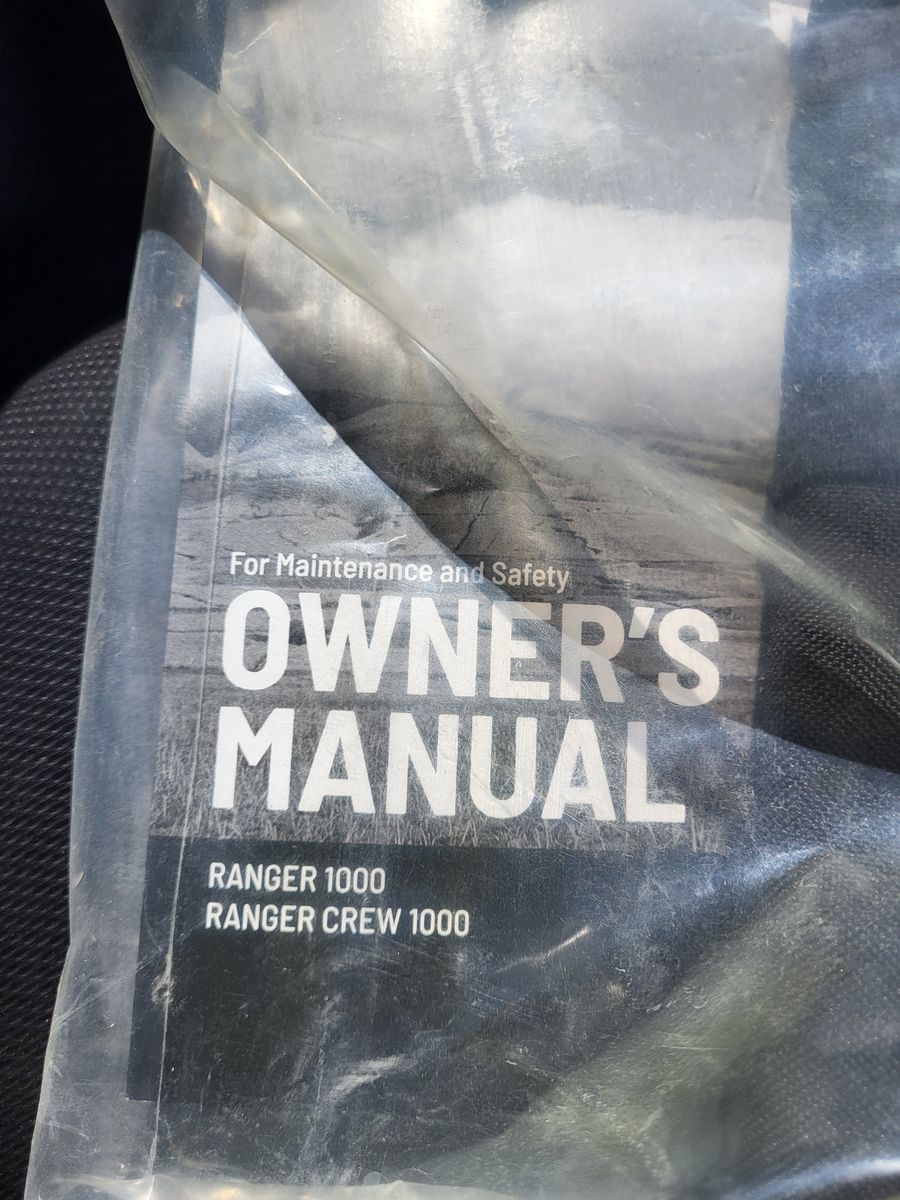 For Maintenance and Safety
OWNER'S
MANUAL
RANGER 1000
RANGER CREW 1000